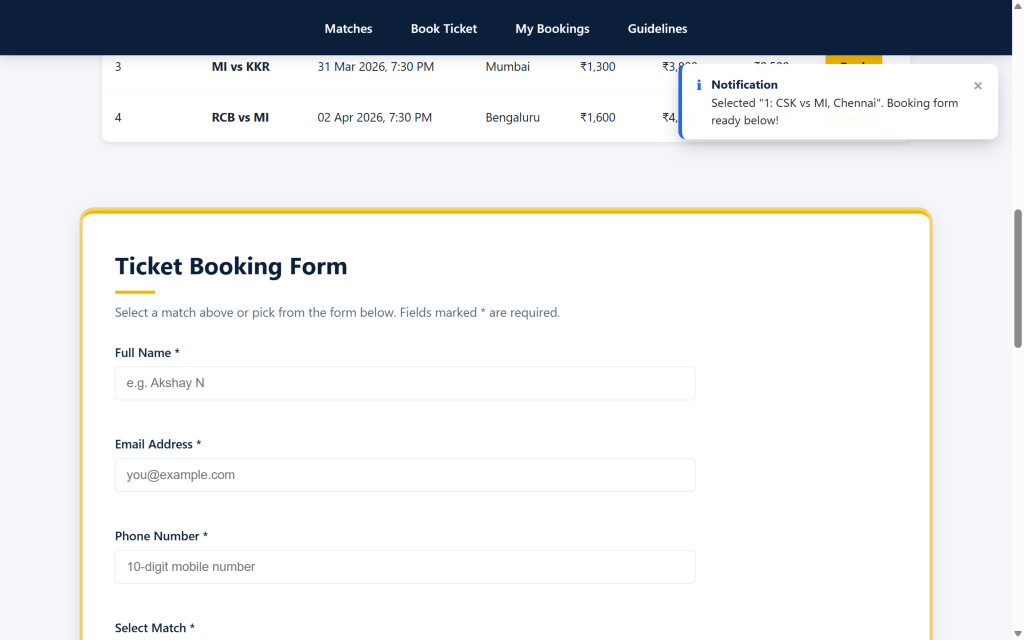 Matches Book Ticket My Bookings Guidelines
3 MI vs KKR 31 Mar 2026, 7:30 PM Mumbai ₹1,300
4 RCB vs MI 02 Apr 2026, 7:30 PM Bengaluru ₹1,600
Notification
Selected "1: CSK vs MI, Chennai". Booking form
ready below!
Ticket Booking Form
Select a match above or pick from the form below. Fields marked * are required.
Full Name *
e.g. Akshay N
Email Address *
you@example.com
Phone Number *
10-digit mobile number
Select Match *